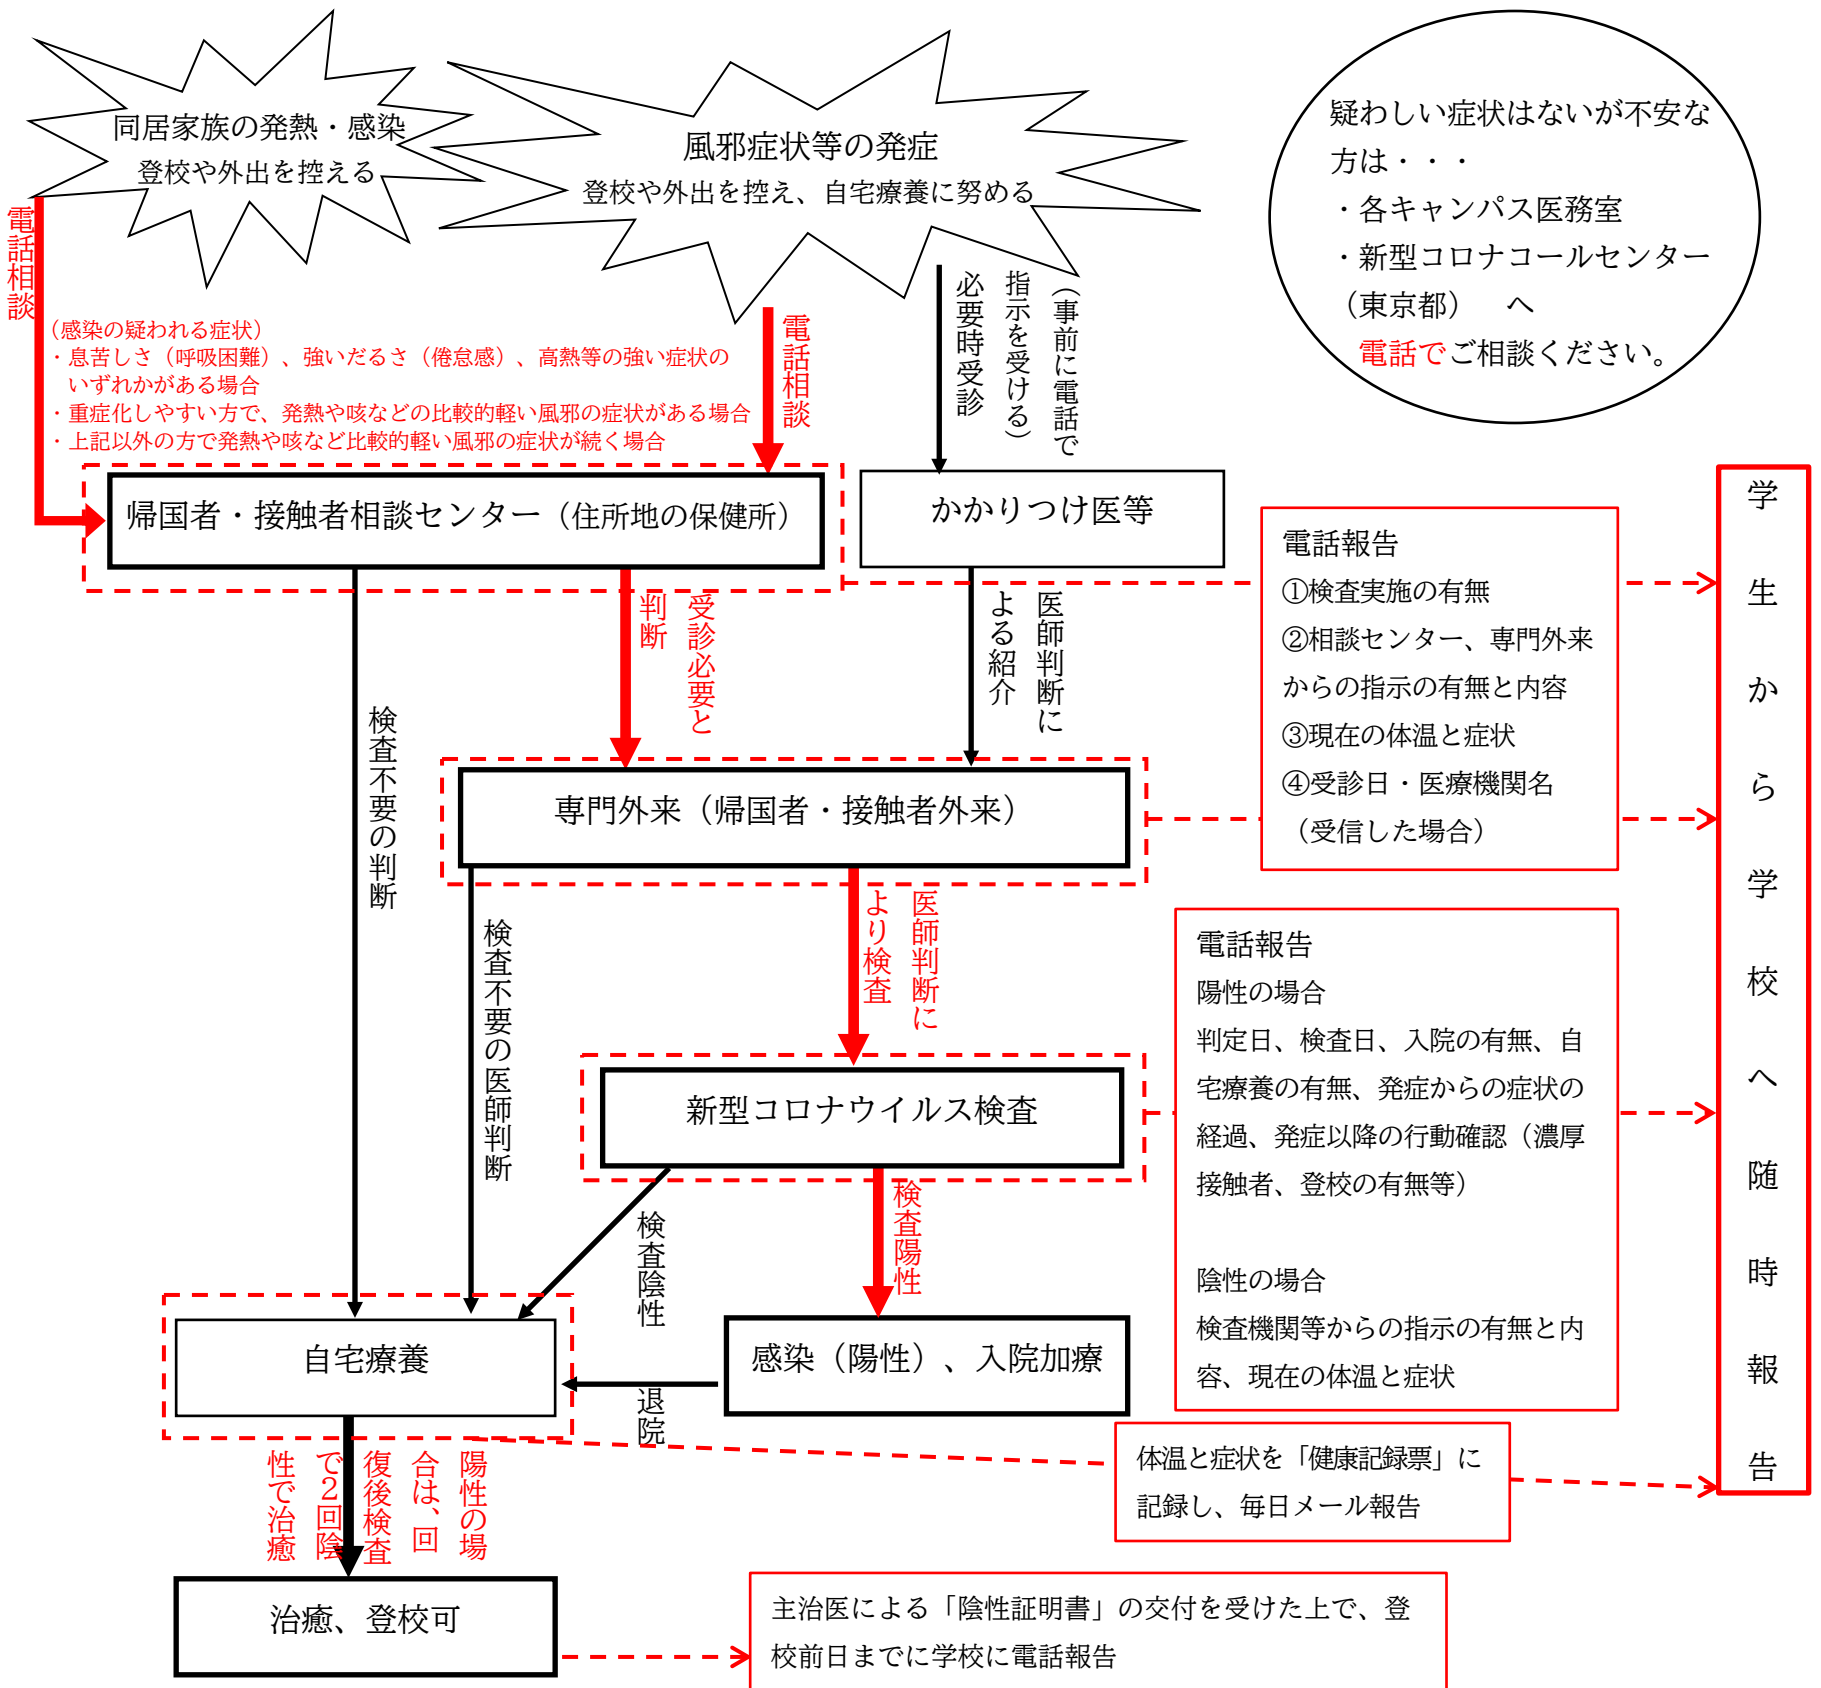 同居家族の発熱・感染
登校や外出を控える
風邪症状等の発症
登校や外出を控え、自宅療養に努める
疑わしい症状はないが不安な
方は・・・
・各キャンパス医務室
・新型コロナコールセンター
（東京都）　へ
電話でご相談ください。
電話相談
（感染の疑われる症状）
・息苦しさ（呼吸困難）、強いだるさ（倦怠感）、高熱等の強い症状の
いずれかがある場合
・重症化しやすい方で、発熱や咳などの比較的軽い風邪の症状がある場合
・上記以外の方で発熱や咳など比較的軽い風邪の症状が続く場合
電話相談
（事前に電話で
指示を受ける）
必要時受診
帰国者・接触者相談センター（住所地の保健所）
かかりつけ医等
学生から学校へ随時報告
電話報告
①検査実施の有無
②相談センター、専門外来
からの指示の有無と内容
③現在の体温と症状
④受診日・医療機関名
（受信した場合）
受診必要と
判断
医師判断に
よる紹介
検査不要の判断
専門外来（帰国者・接触者外来）
検査不要の医師判断
医師判断に
より検査
電話報告
陽性の場合
判定日、検査日、入院の有無、自
宅療養の有無、発症からの症状の
経過、発症以降の行動確認（濃厚
接触者、登校の有無等）
陰性の場合
検査機関等からの指示の有無と内
容、現在の体温と症状
新型コロナウイルス検査
検査陰性
検査陽性
自宅療養
感染（陽性）、入院加療
退院
体温と症状を「健康記録票」に
記録し、毎日メール報告
陽性の場
合は、回
復後検査
で２回陰
性で治癒
治癒、登校可
主治医による「陰性証明書」の交付を受けた上で、登
校前日までに学校に電話報告